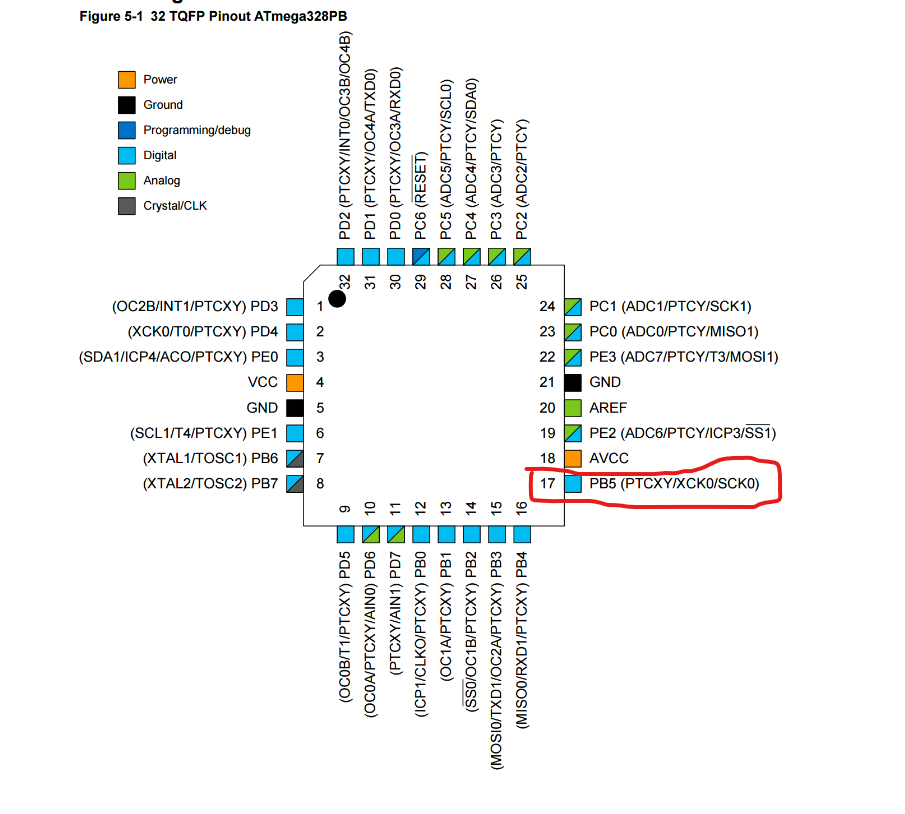 Figure 5-1 32 TQFP Pinout ATmega328PB
Power
Ground
Programming/debug
Digital
Analog
Crystal/CLK
PD2 (PTCXY/INT0/OC3B/OC4B)
PD1 (PTCXY/OC4A/TXD0)
PD0 (PTCXY/OC3A/RXD0)
PC6 (RESET)
PC5 (ADC5/PTCY/SCL0)
PC4 (ADC4/PTCY/SDA0)
PC3 (ADC3/PTCY)
PC2 (ADC2/PTCY)
32 31 30 29 28 27 26 25
(OC2B/INT1/PTCXY) PD3 1
(XCK0/T0/PTCXY) PD4 2
(SDA1/ICP4/ACO/PTCXY) PE0 3
VCC 4
GND 5
(SCL1/T4/PTCXY) PE1 6
(XTAL1/TOSC1) PB6 7
(XTAL2/TOSC2) PB7 8
24 PC1 (ADC1/PTCY/SCK1)
23 PC0 (ADC0/PTCY/MISO1)
22 PE3 (ADC7/PTCY/T3/MOSI1)
21 GND
20 AREF
19 PE2 (ADC6/PTCY/ICP3/SS1)
18 AVCC
17 PB5 (PTCXY/XCK0/SCK0)
9 10 11 12 13 14 15 16
(OC0B/T1/PTCXY) PD5
(OC0A/PTCXY/AIN0) PD6
(PTCXY/AIN1) PD7
(ICP1/CLKO/PTCXY) PB0
(OC1A/PTCXY) PB1
(SS0/OC1B/PTCXY) PB2
(MOSI0/TXD1/OC2A/PTCXY) PB3
(MISO0/RXD1/PTCXY) PB4